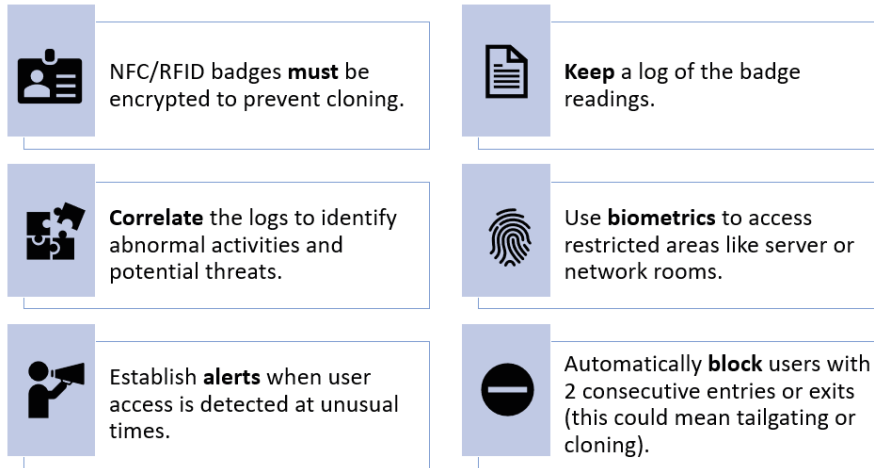 NFC/RFID badges must be
encrypted to prevent cloning.
Keep a log of the badge
readings.
Correlate the logs to identify
abnormal activities and
potential threats.
Use biometrics to access
restricted areas like server or
network rooms.
Establish alerts when user
access is detected at unusual
times.
Automatically block users with
2 consecutive entries or exits
(this could mean tailgating or
cloning).